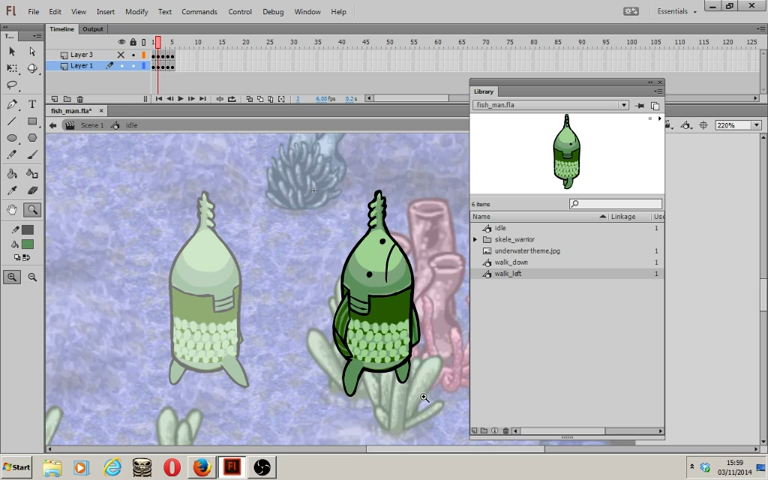 Fl File Edit View Insert Modify Text Commands Control Debug Window Help Essentials
T... Timeline Output
1 5 10 15 20 25 30 35 40 45 50 55 60 65 70 75 80 85 90 95 100 105 110 115 120 125
Layer 3
Layer 1
2 6.00 fps 0.2 s
fish_man.fla* ×
Scene 1 idle 220%
Library
fish_man.fla
6 items
Name Linkage Use
idle 1
skele_warrior
underwater theme.jpg 1
walk_down 1
walk_left 1
Start Fl 15:59
03/11/2014